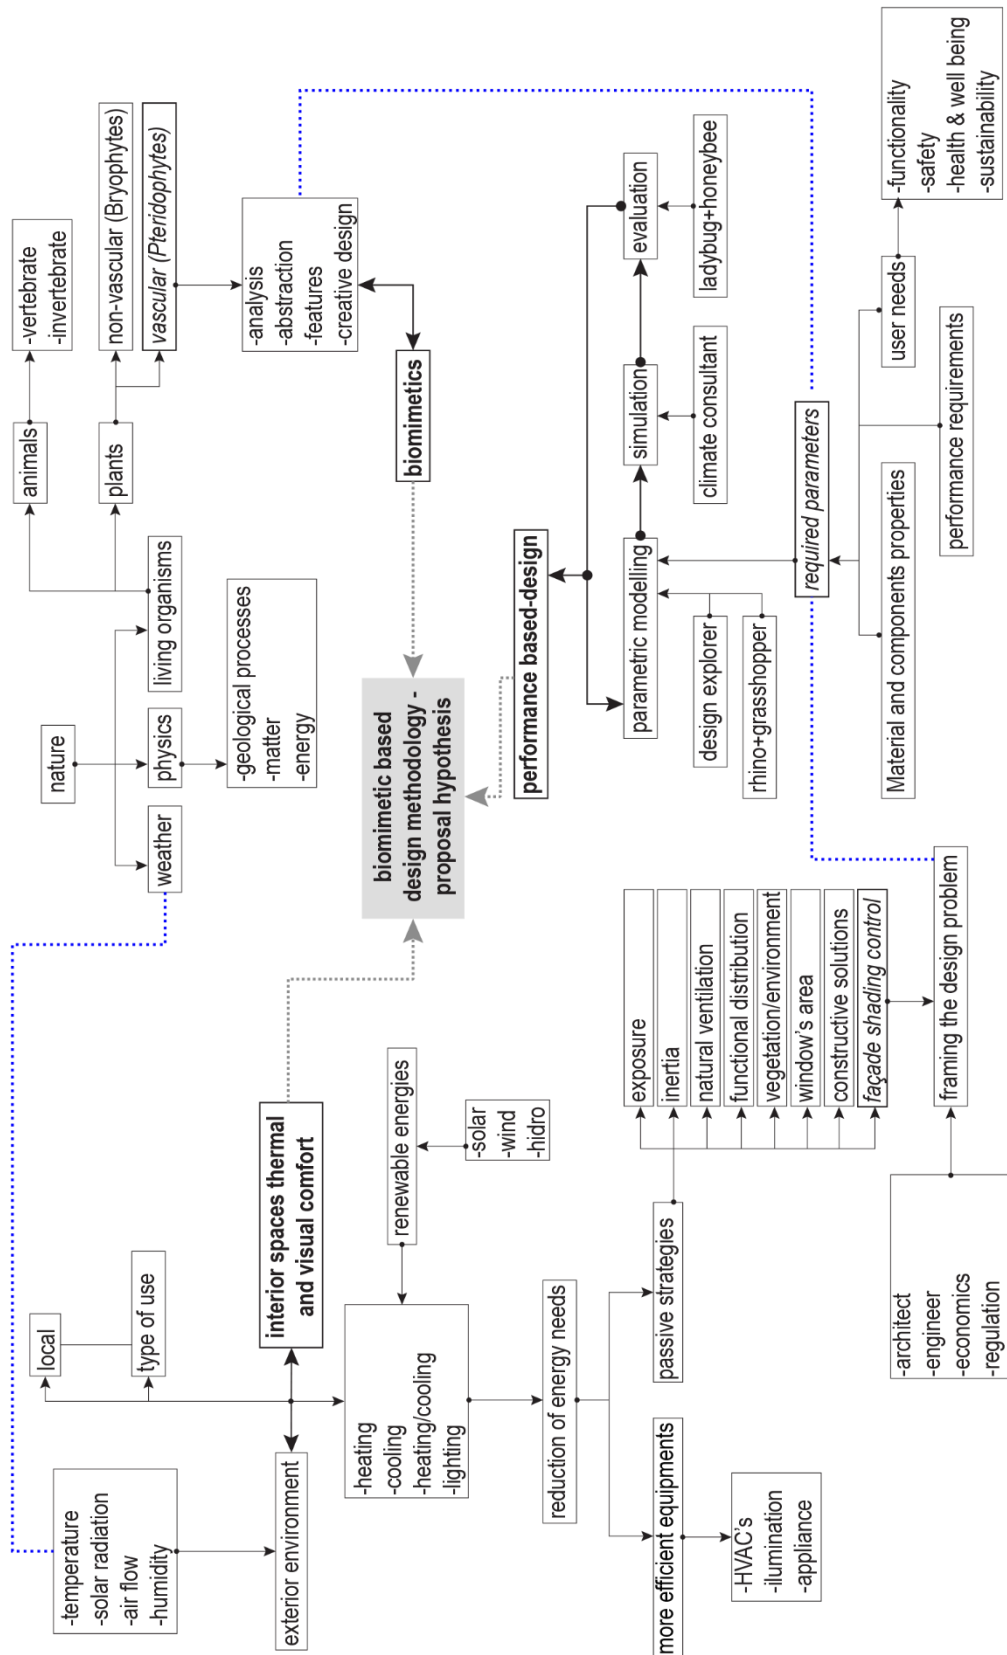 nature
weather
physics
living organisms
-geological processes
-matter
-energy
animals
-vertebrate
-invertebrate
plants
non-vascular (Bryophytes)
vascular (Pteridophytes)
-analysis
-abstraction
-features
-creative design
biomimetics
-temperature
-solar radiation
-air flow
-humidity
exterior environment
local
type of use
interior spaces thermal
and visual comfort
biomimetic based
design methodology -
proposal hypothesis
performance based-design
-heating
-cooling
-heating/cooling
-lighting
renewable energies
-solar
-wind
-hidro
reduction of energy needs
more efficient equipments
-HVAC's
-ilumination
-appliance
passive strategies
exposure
inertia
natural ventilation
functional distribution
vegetation/environment
window's area
constructive solutions
façade shading control
-architect
-engineer
-economics
-regulation
framing the design problem
parametric modelling
simulation
evaluation
design explorer
rhino+grasshopper
climate consultant
ladybug+honeybee
required parameters
Material and components properties
performance requirements
user needs
-functionality
-safety
-health & well being
-sustainability